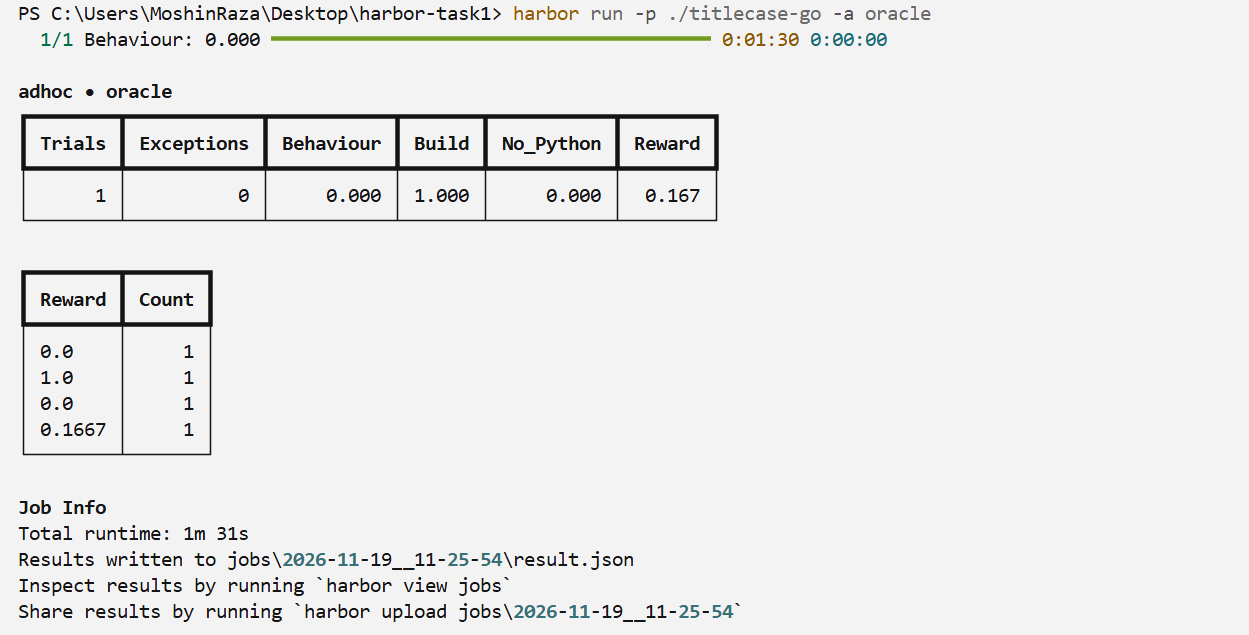 PS C:\Users\MoshinRaza\Desktop\harbor-task1> harbor run -p ./titlecase-go -a oracle
1/1 Behaviour: 0.000 0:01:30 0:00:00
adhoc • oracle
Trials Exceptions Behaviour Build No_Python Reward
1 0 0.000 1.000 0.000 0.167
Reward Count
0.0 1
1.0 1
0.0 1
0.1667 1
Job Info
Total runtime: 1m 31s
Results written to jobs\2026-11-19__11-25-54\result.json
Inspect results by running `harbor view jobs`
Share results by running `harbor upload jobs\2026-11-19__11-25-54`